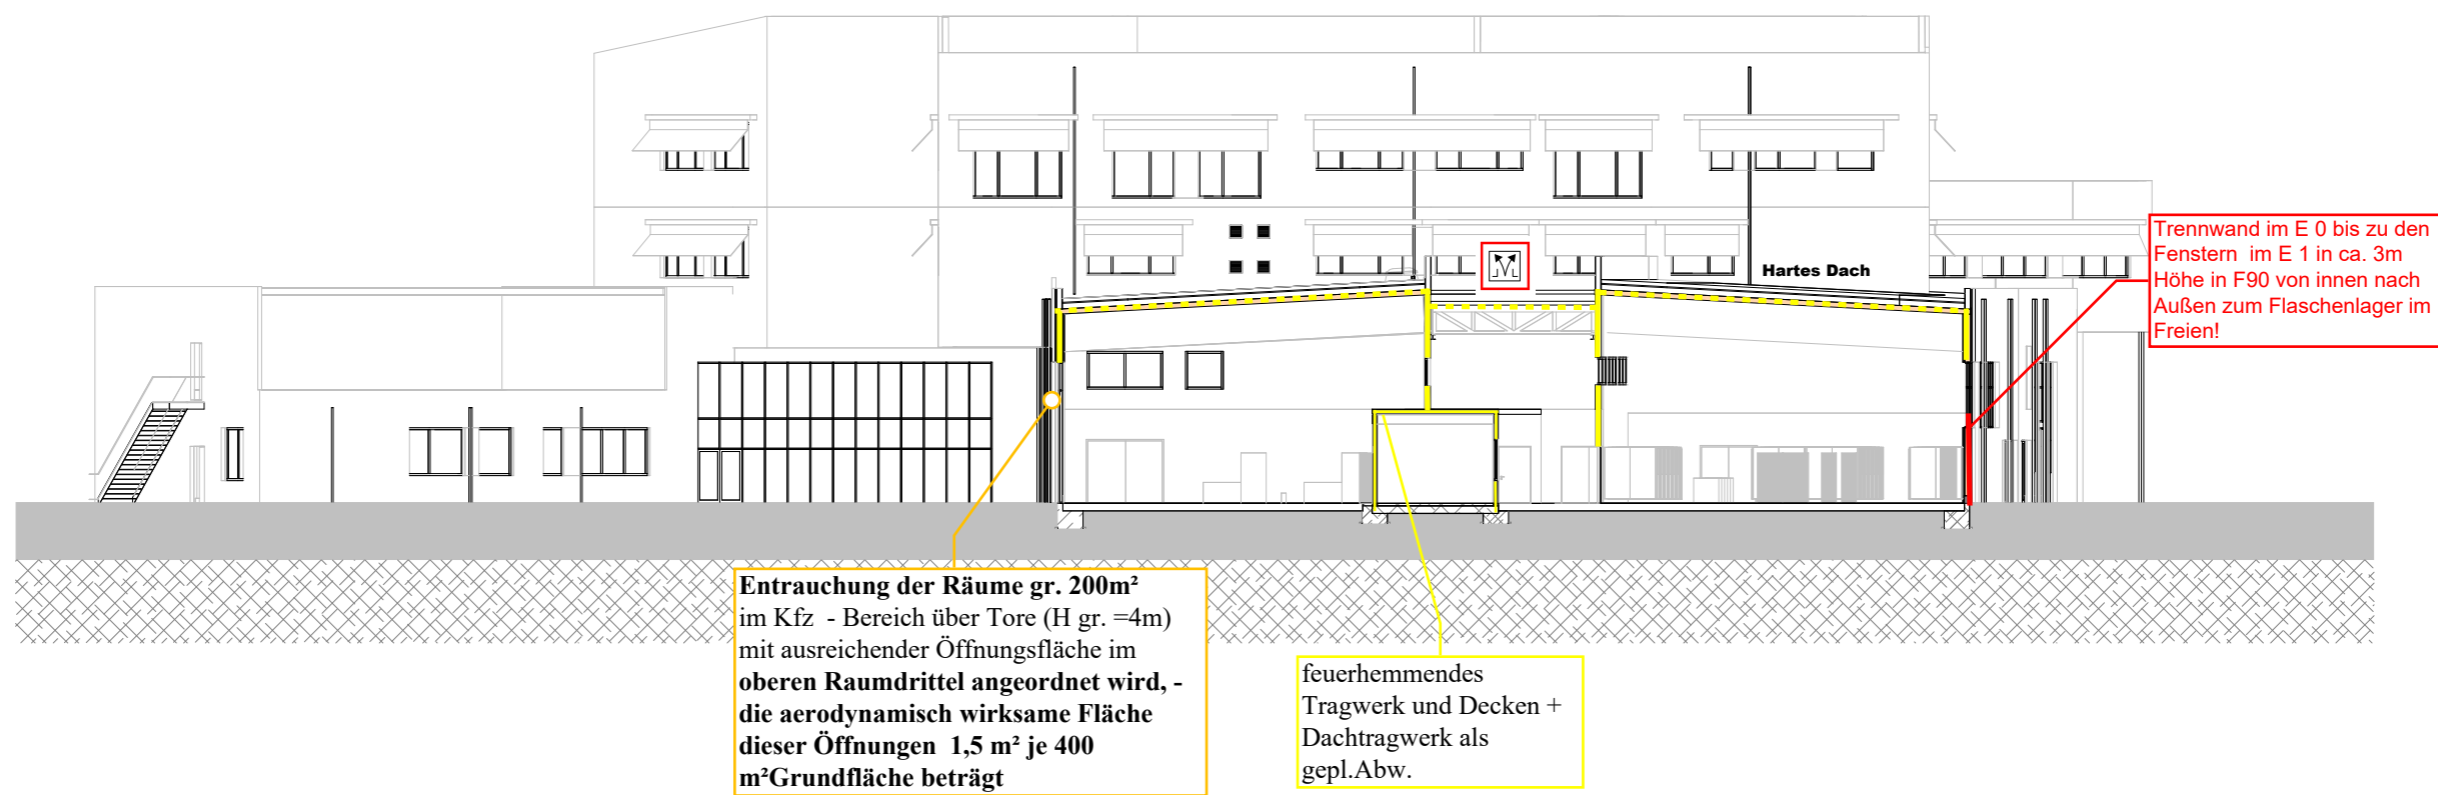 Trennwand im E 0 bis zu den
Fenstern im E 1 in ca. 3m
Höhe in F90 von innen nach
Außen zum Flaschenlager im
Freien!
Hartes Dach
Entrauchung der Räume gr. 200m²
im Kfz - Bereich über Tore (H gr. =4m)
mit ausreichender Öffnungsfläche im
oberen Raumdrittel angeordnet wird, -
die aerodynamisch wirksame Fläche
dieser Öffnungen 1,5 m² je 400
m²Grundfläche beträgt
feuerhemmendes
Tragwerk und Decken +
Dachtragwerk als
gepl.Abw.